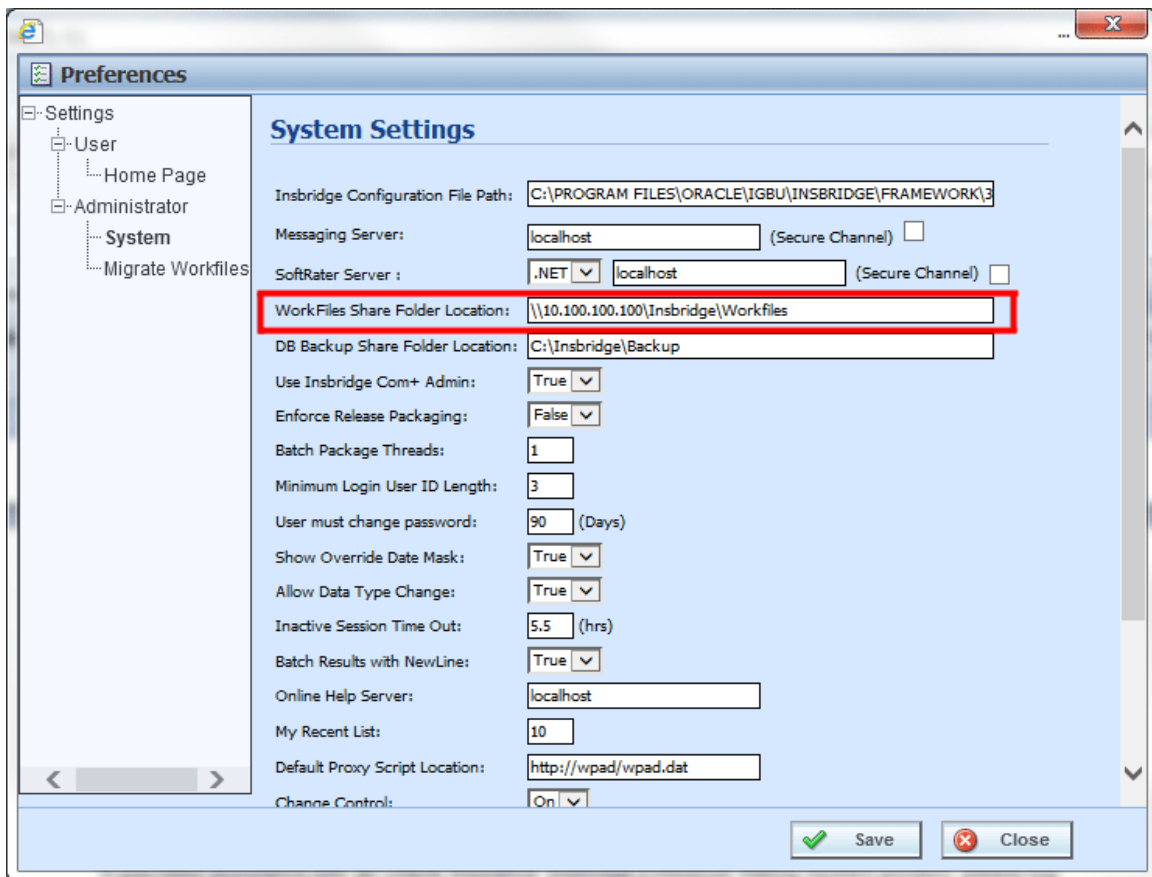 ...
Preferences
Settings
User
Home Page
Administrator
System
Migrate Workfiles
System Settings
Insbridge Configuration File Path: C:\PROGRAM FILES\ORACLE\IGBU\INSBRIDGE\FRAMEWORK\3
Messaging Server: localhost (Secure Channel)
SoftRater Server : .NET localhost (Secure Channel)
WorkFiles Share Folder Location: \\10.100.100.100\Insbridge\Workfiles
DB Backup Share Folder Location: C:\Insbridge\Backup
Use Insbridge Com+ Admin: True
Enforce Release Packaging: False
Batch Package Threads: 1
Minimum Login User ID Length: 3
User must change password: 90 (Days)
Show Override Date Mask: True
Allow Data Type Change: True
Inactive Session Time Out: 5.5 (hrs)
Batch Results with NewLine: True
Online Help Server: localhost
My Recent List: 10
Default Proxy Script Location: http://wpad/wpad.dat
Change Control: On
Save Close